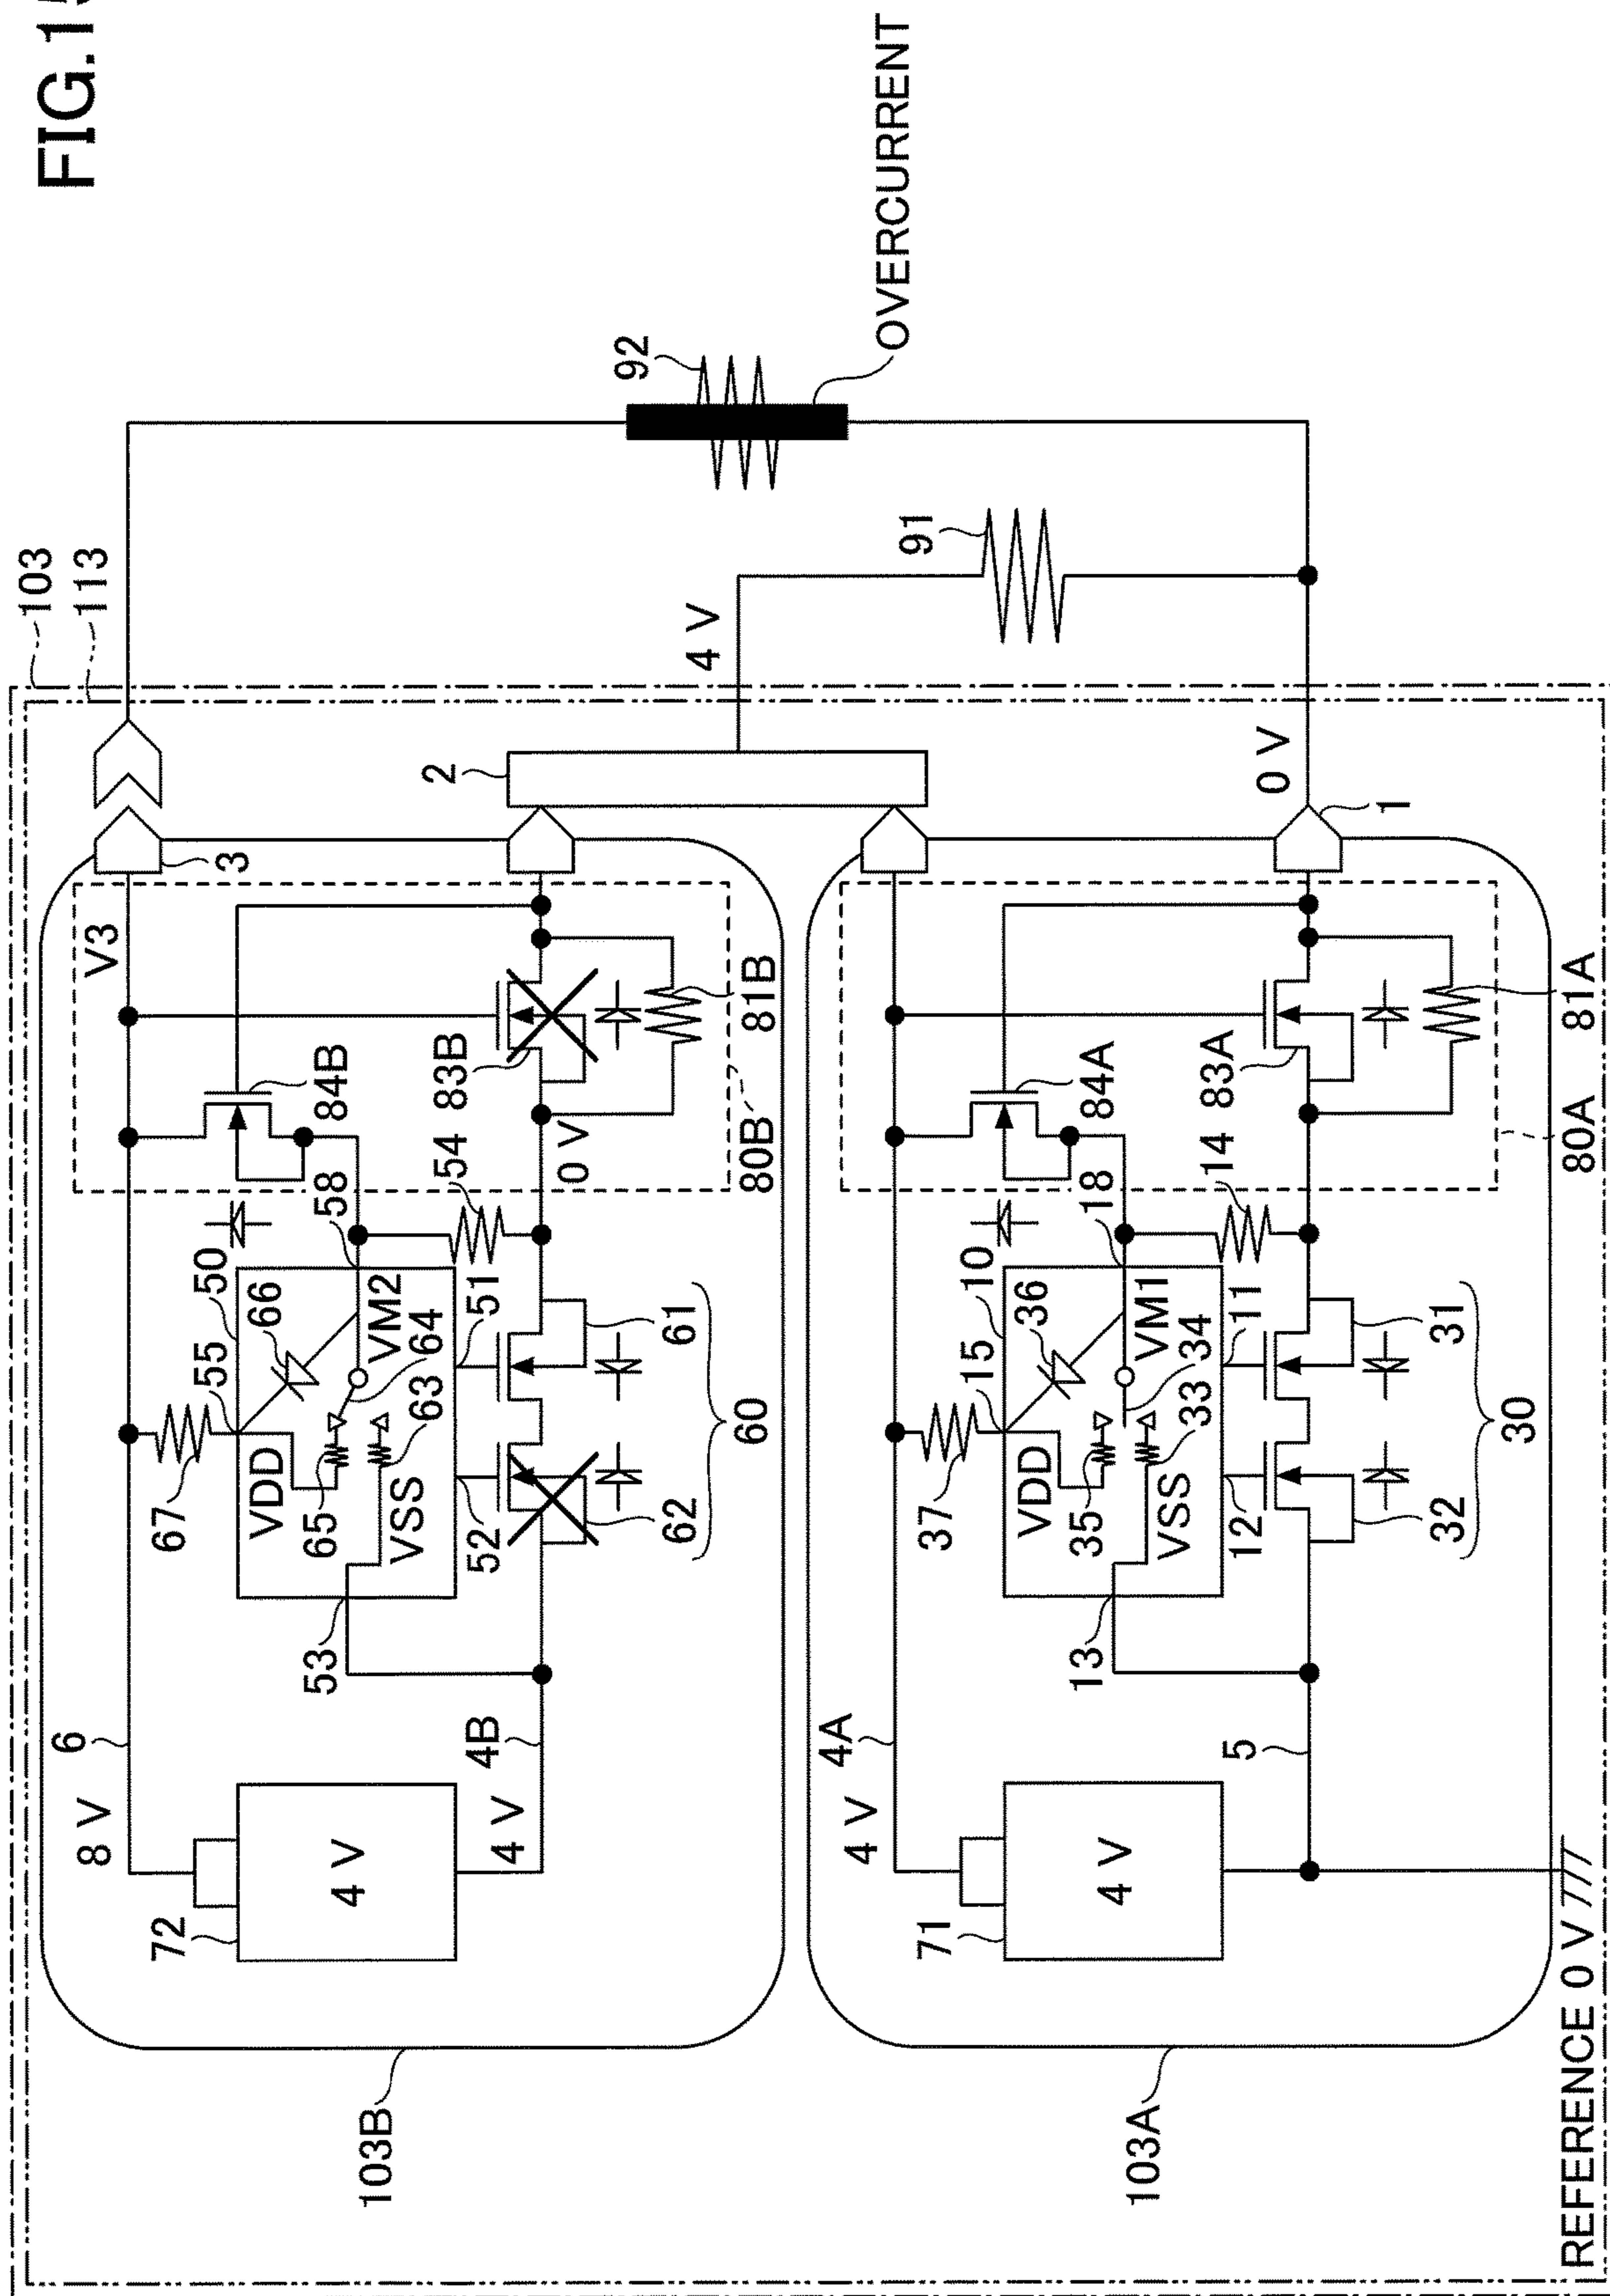 FIG.1
103
113
6
8 V
V3
3
72
4 V
67
55
50
66
58
84B
VDD
65
VM2
64
63
VSS
53
52
51
54
4B
4 V
0 V
83B
81B
80B
62
61
60
103B
2
4 V
92
OVERCURRENT
91
4A
4 V
71
4 V
37
15
10
36
18
84A
VDD
35
VM1
34
33
VSS
13
12
11
14
5
83A
81A
80A
32
31
30
103A
0 V
1
REFERENCE 0 V